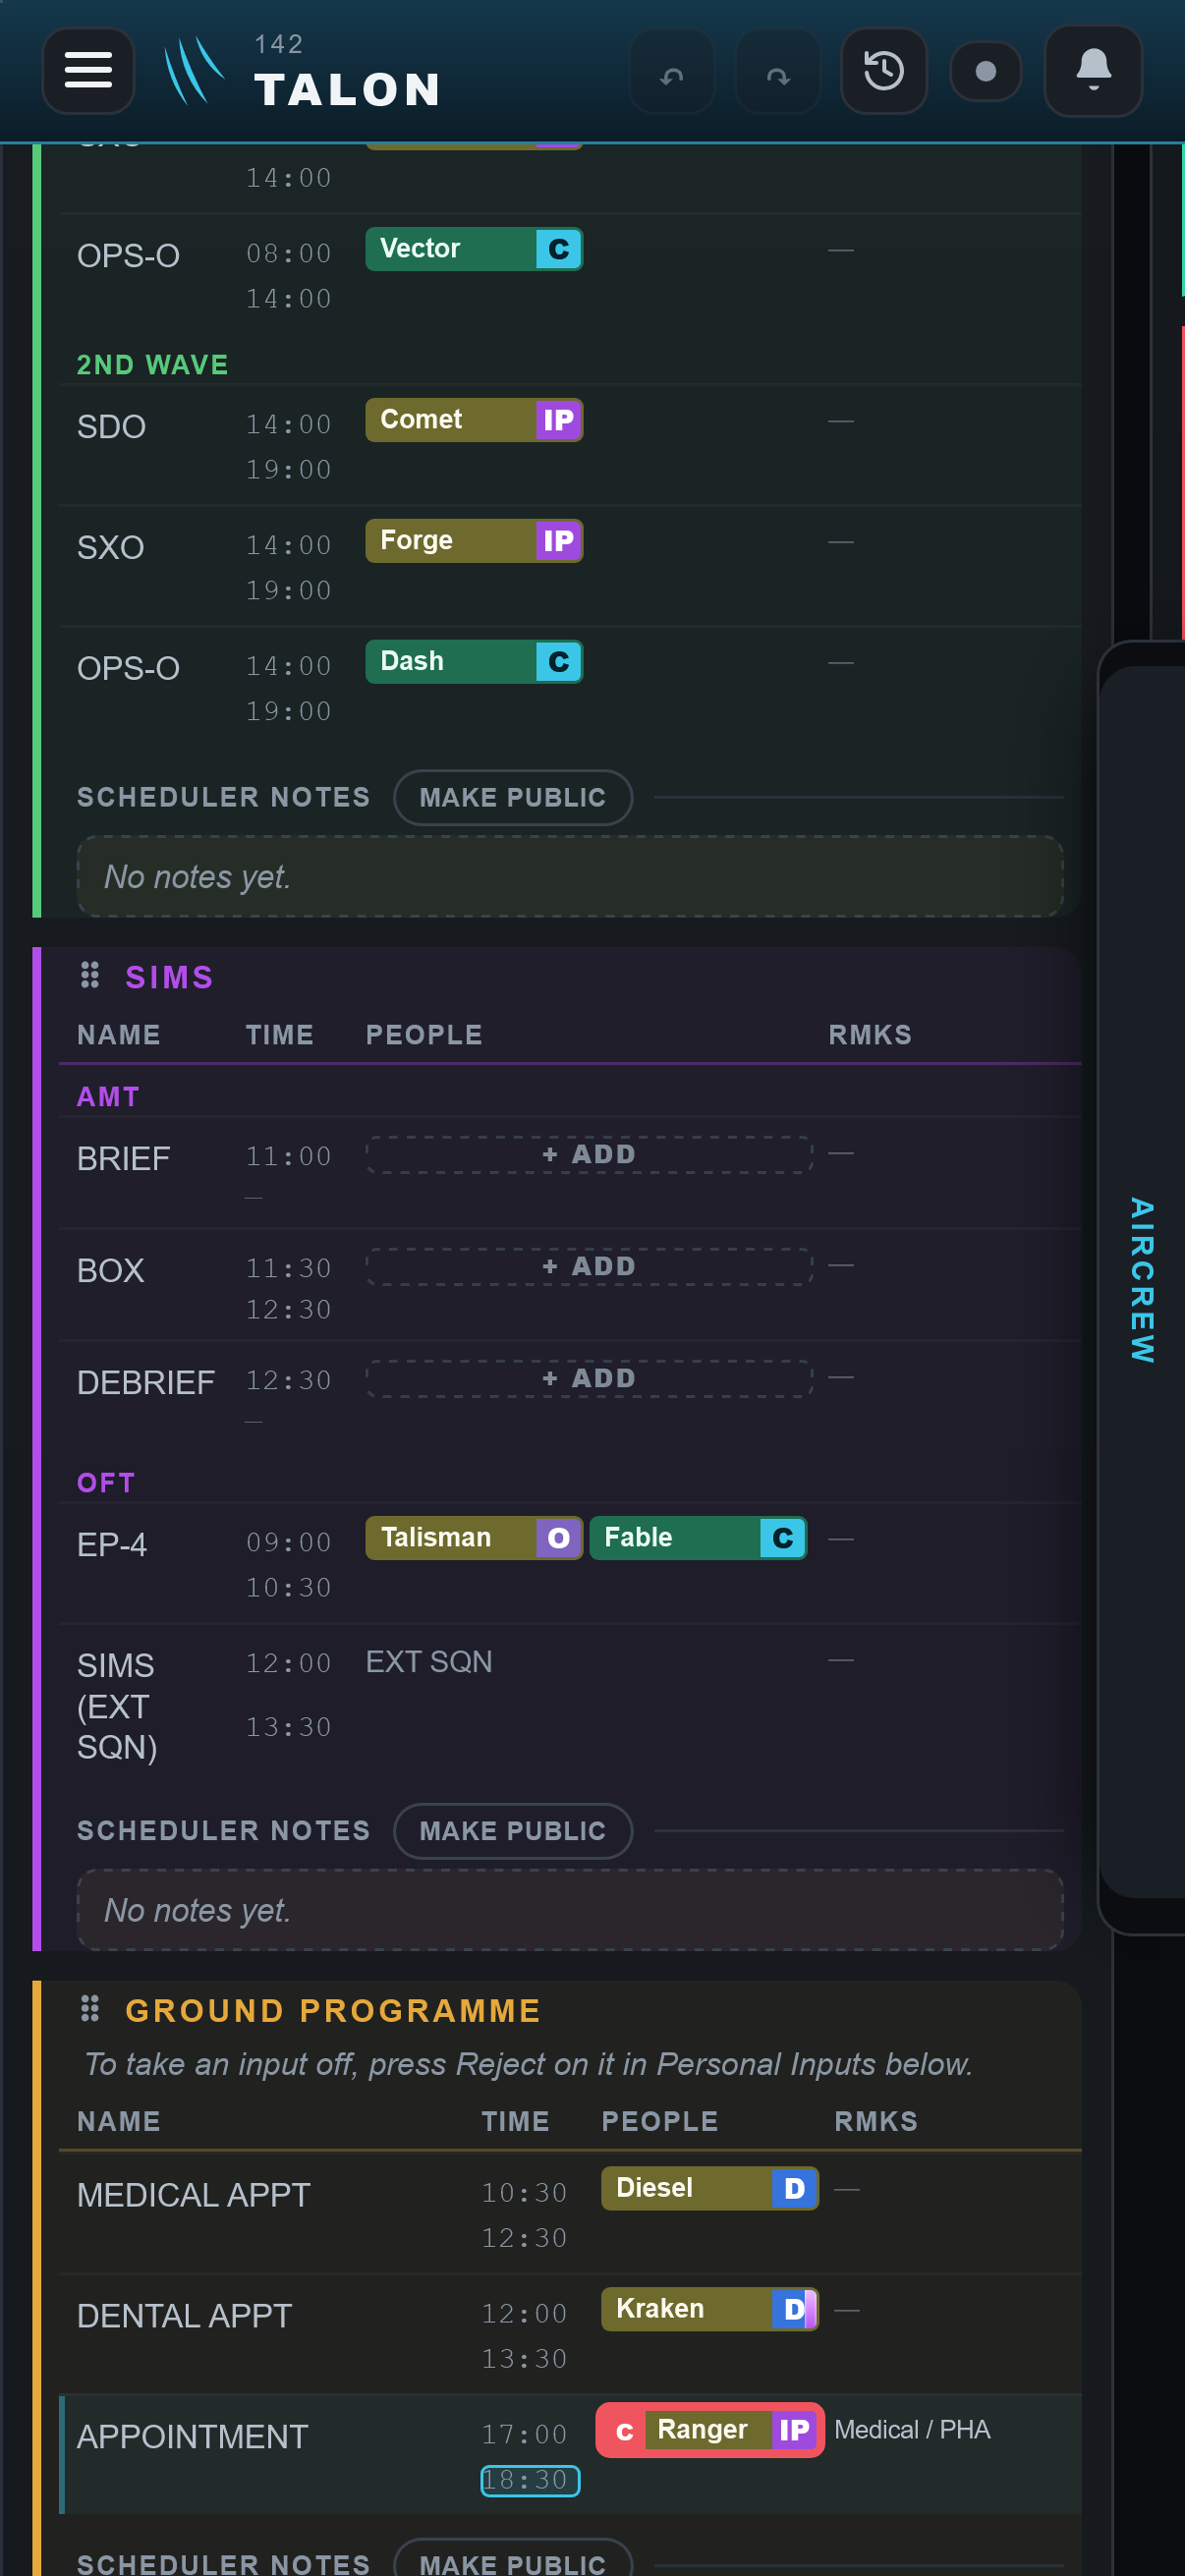 142
TALON
14:00
OPS-O 08:00 Vector C —
14:00
2ND WAVE
SDO 14:00 Comet IP —
19:00
SXO 14:00 Forge IP —
19:00
OPS-O 14:00 Dash C —
19:00
SCHEDULER NOTES MAKE PUBLIC
No notes yet.
SIMS
NAME TIME PEOPLE RMKS
AMT
BRIEF 11:00 + ADD —
—
BOX 11:30 + ADD —
12:30
DEBRIEF 12:30 + ADD —
—
OFT
EP-4 09:00 Talisman O Fable C —
10:30
SIMS (EXT SQN) 12:00 EXT SQN —
13:30
SCHEDULER NOTES MAKE PUBLIC
No notes yet.
AIRCREW
GROUND PROGRAMME
To take an input off, press Reject on it in Personal Inputs below.
NAME TIME PEOPLE RMKS
MEDICAL APPT 10:30 Diesel D —
12:30
DENTAL APPT 12:00 Kraken D —
13:30
APPOINTMENT 17:00 C Ranger IP Medical / PHA
18:30
SCHEDULER NOTES MAKE PUBLIC